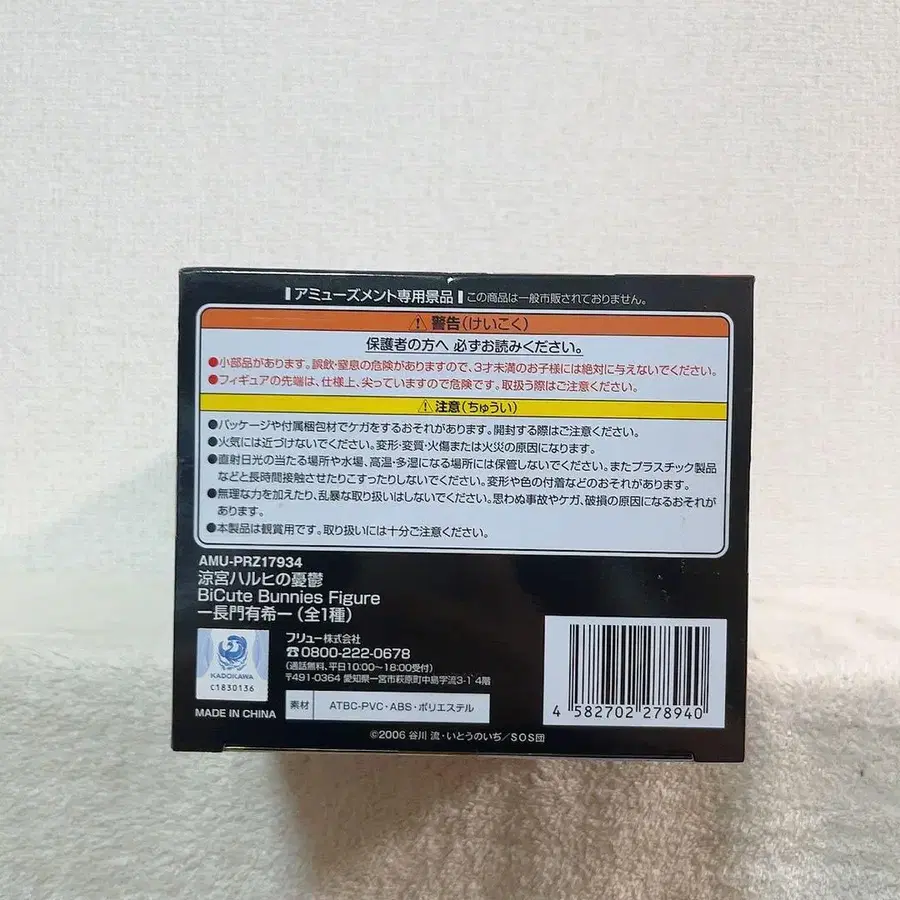 アミューズメント専用景品 この商品は一般市販されておりません。
⚠警告(けいこく)
保護者の方へ 必ずお読みください。
●小部品があります。誤飲・窒息の危険がありますので、3才未満のお子様には絶対に与えないでください。
●フィギュアの先端は、仕様上、尖っていますので危険です。取扱う際はご注意ください。
⚠注意(ちゅうい)
●パッケージや付属梱包材でケガをするおそれがあります。開封する際はご注意ください。
●火気には近づけないでください。変形・変質・火傷または火災の原因になります。
●直射日光の当たる場所や水場、高温・多湿になる場所には保管しないでください。またプラスチック製品
などと長時間接触させたりこすったりしないでください。変形や色の付着などのおそれがあります。
●無理な力を加えたり、乱暴な取り扱いはしないでください。思わぬ事故やケガ、破損の原因になるおそれが
あります。
●本製品は観賞用です。取り扱いには十分ご注意ください。
AMU-PRZ17934
涼宮ハルヒの憂鬱
BiCute Bunnies Figure
ー長門有希ー(全1種)
フリュー株式会社
☎0800-222-0678
(通話無料、平日10:00~18:00受付)
〒491-0364 愛知県一宮市萩原町中島字流3-1 4階
KADOKAWA
C1830136
MADE IN CHINA
素材 ATBC-PVC・ABS・ポリエステル
4 582702 278940
©2006 谷川 流・いとうのいぢ/SOS団